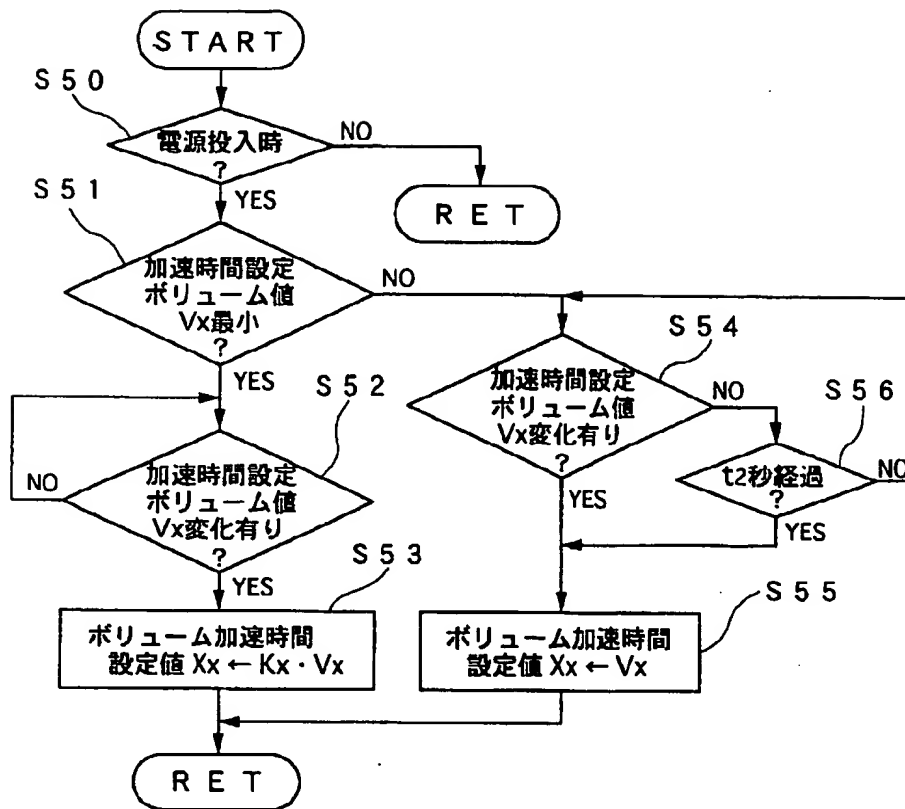 START
S50
電源投入時
?
NO
YES
RET
S51
加速時間設定
ボリューム値
Vx最小
?
NO
YES
S54
加速時間設定
ボリューム値
Vx変化有り
?
NO
YES
S56
t2秒経過
?
NO
YES
S52
加速時間設定
ボリューム値
Vx変化有り
?
NO
YES
S53
ボリューム加速時間
設定値 Xx ← Kx・Vx
S55
ボリューム加速時間
設定値 Xx ← Vx
RET